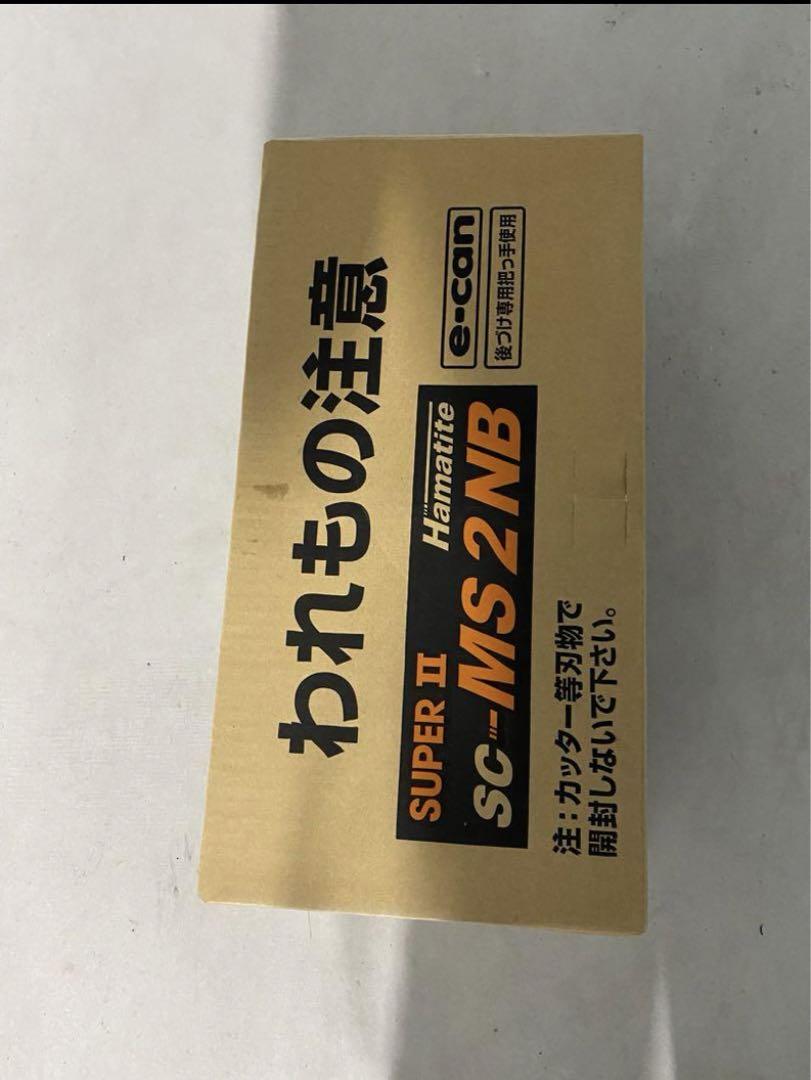 われもの注意
SUPER II
Hamatite
SC-MS2NB
e-can
後づけ専用把っ手使用
注:カッター等刃物で
開封しないで下さい。